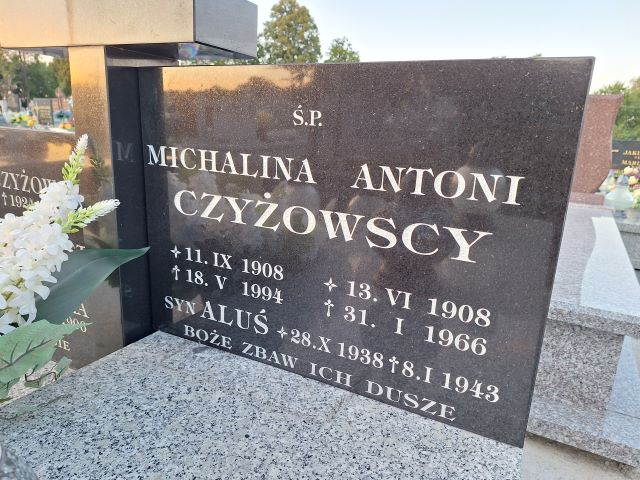 Ś.P.
MICHALINA ANTONI
CZYŻOWSCY
✧ 11. IX 1908 ✧ 13. VI 1908
† 18. V 1994 † 31. I 1966
SYN ALUŚ ✧ 28.X 1938 † 8.I 1943
BOŻE ZBAW ICH DUSZE